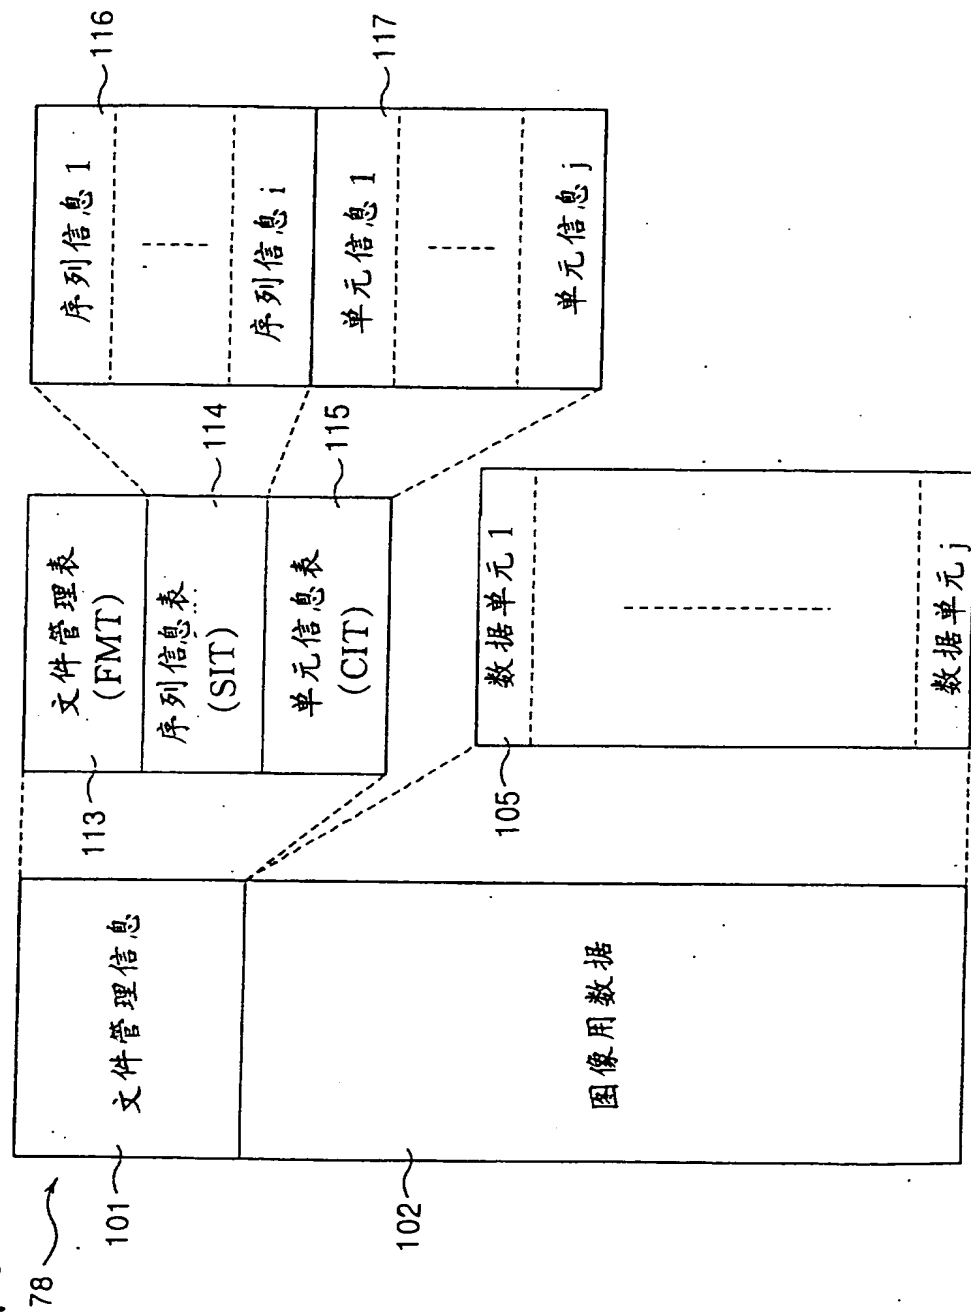 78
101
文件管理信息
102
图像用数据
113
文件管理表
(FMT)
序列信息表
(SIT)
114
单元信息表
(CIT)
115
105
数据单元1
数据单元j
序列信息1
116
序列信息i
单元信息1
117
单元信息j